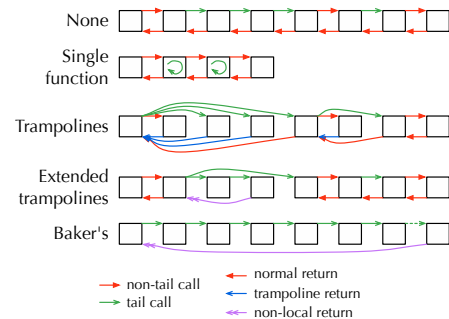 None
Single
function
Trampolines
Extended
trampolines
Baker's
non-tail call
tail call
normal return
trampoline return
non-local return